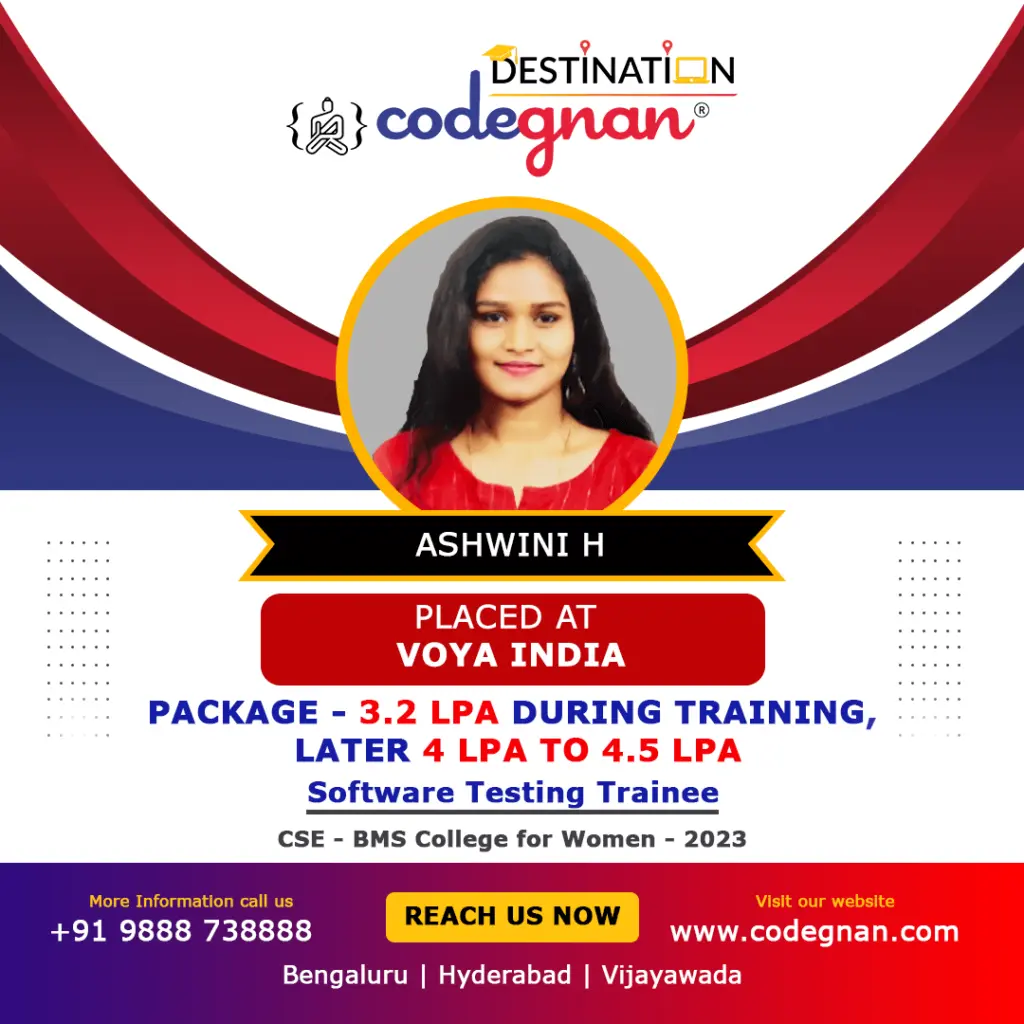 DESTINATION
codegnan®
ASHWINI H
PLACED AT
VOYA INDIA
PACKAGE - 3.2 LPA DURING TRAINING,
LATER 4 LPA TO 4.5 LPA
Software Testing Trainee
CSE - BMS College for Women - 2023
More Information call us
+91 9888 738888
REACH US NOW
Visit our website
www.codegnan.com
Bengaluru | Hyderabad | Vijayawada